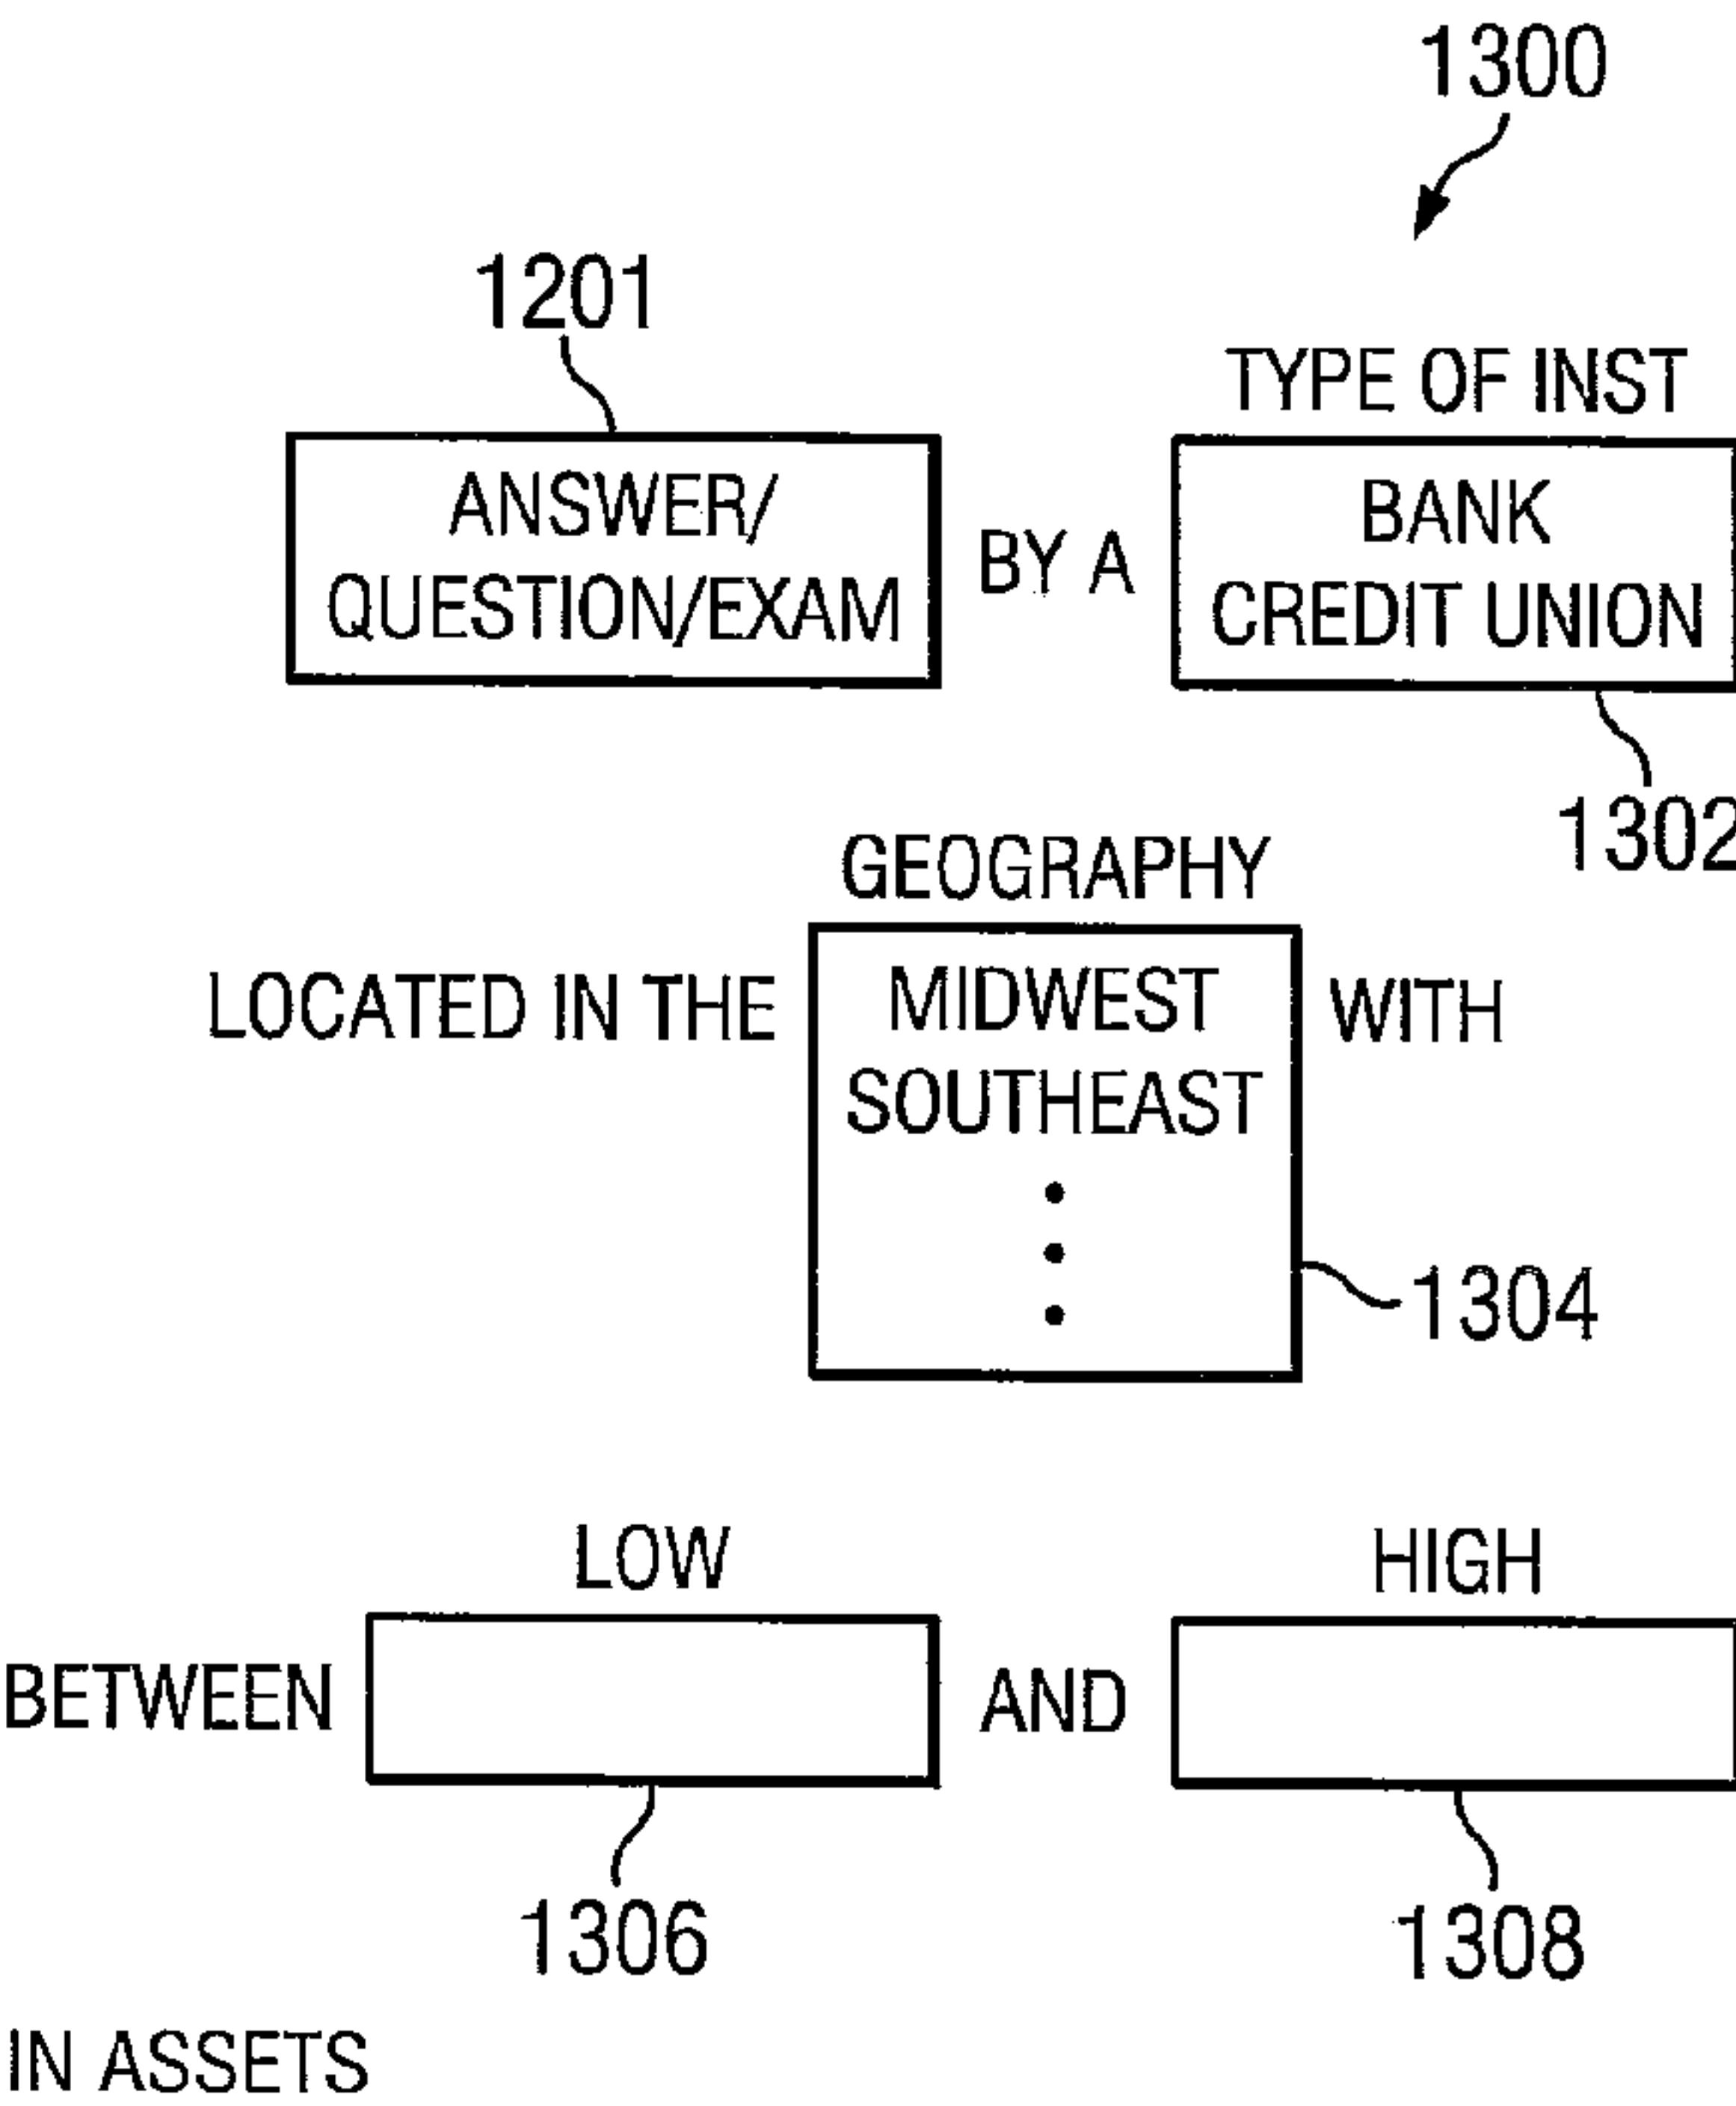 1300
1201
TYPE OF INST
ANSWER/
QUESTION/EXAM
BY A
BANK
CREDIT UNION
1302
GEOGRAPHY
LOCATED IN THE
MIDWEST
SOUTHEAST
WITH
1304
LOW
HIGH
BETWEEN
AND
1306
1308
IN ASSETS